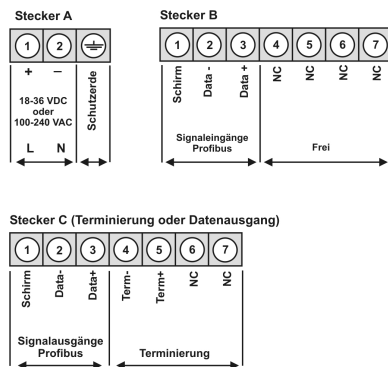 Stecker A
1 2
+ –
18-36 VDC
oder
100-240 VAC
L N
Schutzerde
Stecker B
1 2 3 4 5 6 7
Schirm
Data -
Data +
NC
NC
NC
NC
Signaleingänge
Profibus
Frei
Stecker C (Terminierung oder Datenausgang)
1 2 3 4 5 6 7
Schirm
Data-
Data+
Term-
Term+
NC
NC
Signalausgänge
Profibus
Terminierung